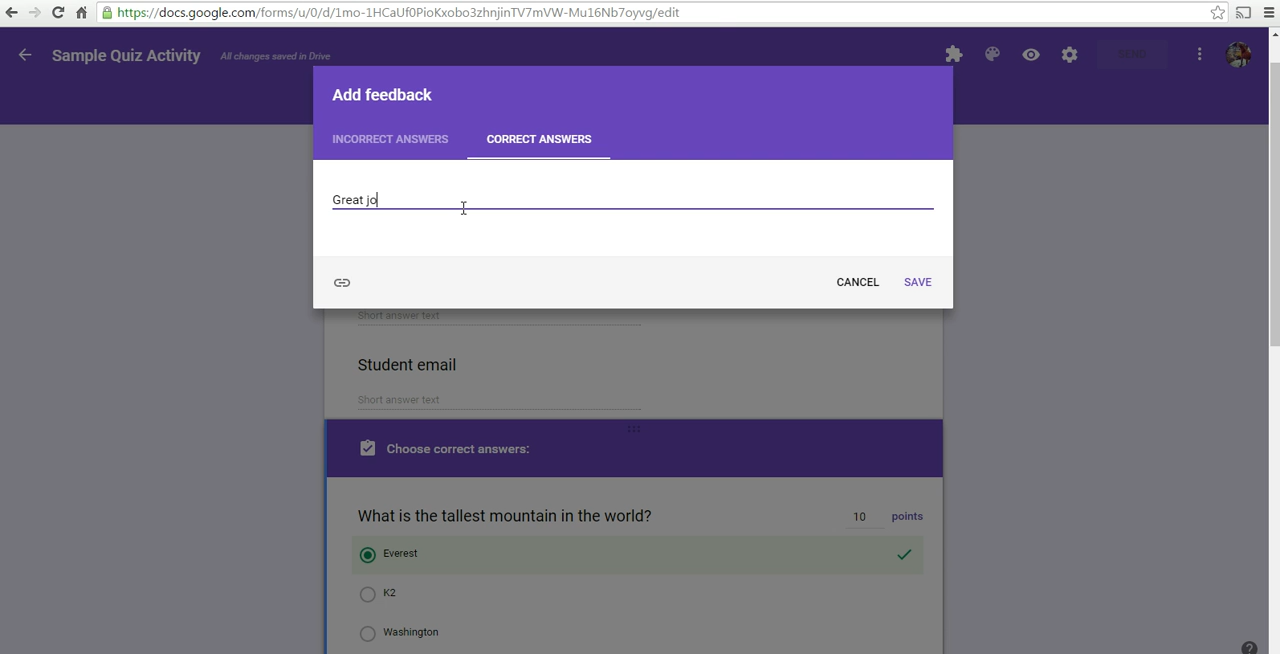 https://docs.google.com/forms/u/0/d/1mo-1HCaUf0PioKxobo3zhnjinTV7mVW-Mu16Nb7oyvg/edit
Sample Quiz Activity All changes saved in Drive SEND
Add feedback
INCORRECT ANSWERS CORRECT ANSWERS
Great jo
CANCEL SAVE
Short answer text
Student email
Short answer text
Choose correct answers:
What is the tallest mountain in the world? 10 points
Everest
K2
Washington